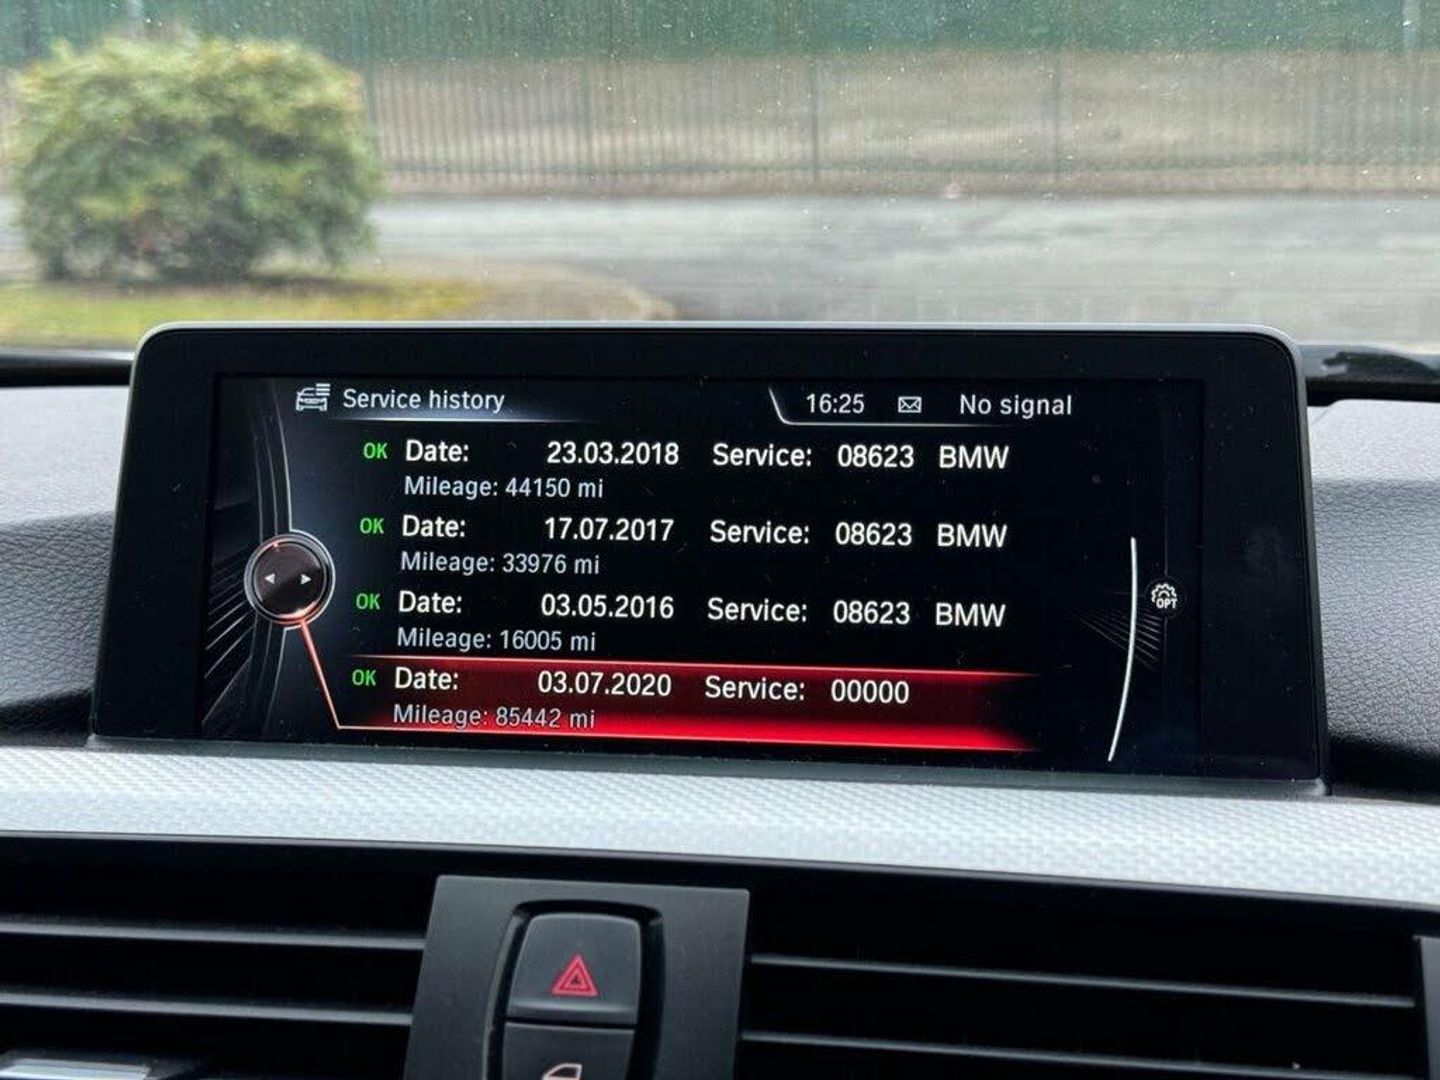 Service history 16:25 No signal
OK Date: 23.03.2018 Service: 08623 BMW
Mileage: 44150 mi
OK Date: 17.07.2017 Service: 08623 BMW
Mileage: 33976 mi
OK Date: 03.05.2016 Service: 08623 BMW
Mileage: 16005 mi
OPT
OK Date: 03.07.2020 Service: 00000
Mileage: 85442 mi